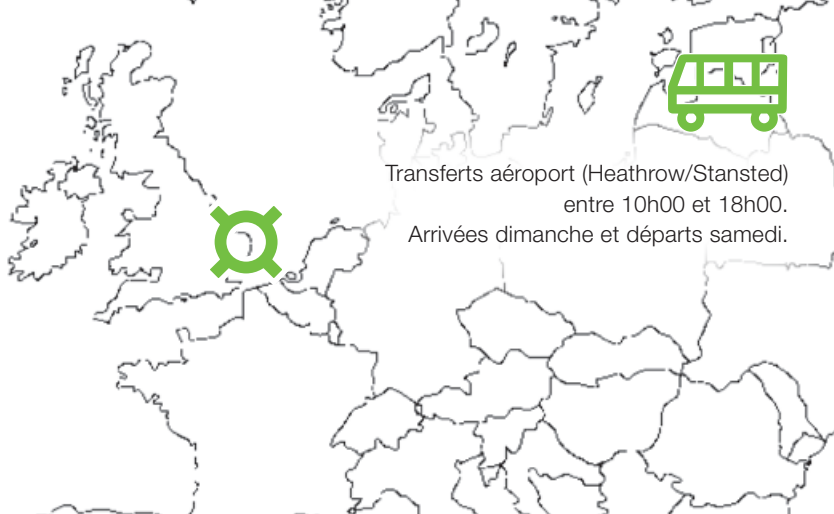 Transferts aéroport (Heathrow/Stansted)
entre 10h00 et 18h00.
Arrivées dimanche et départs samedi.